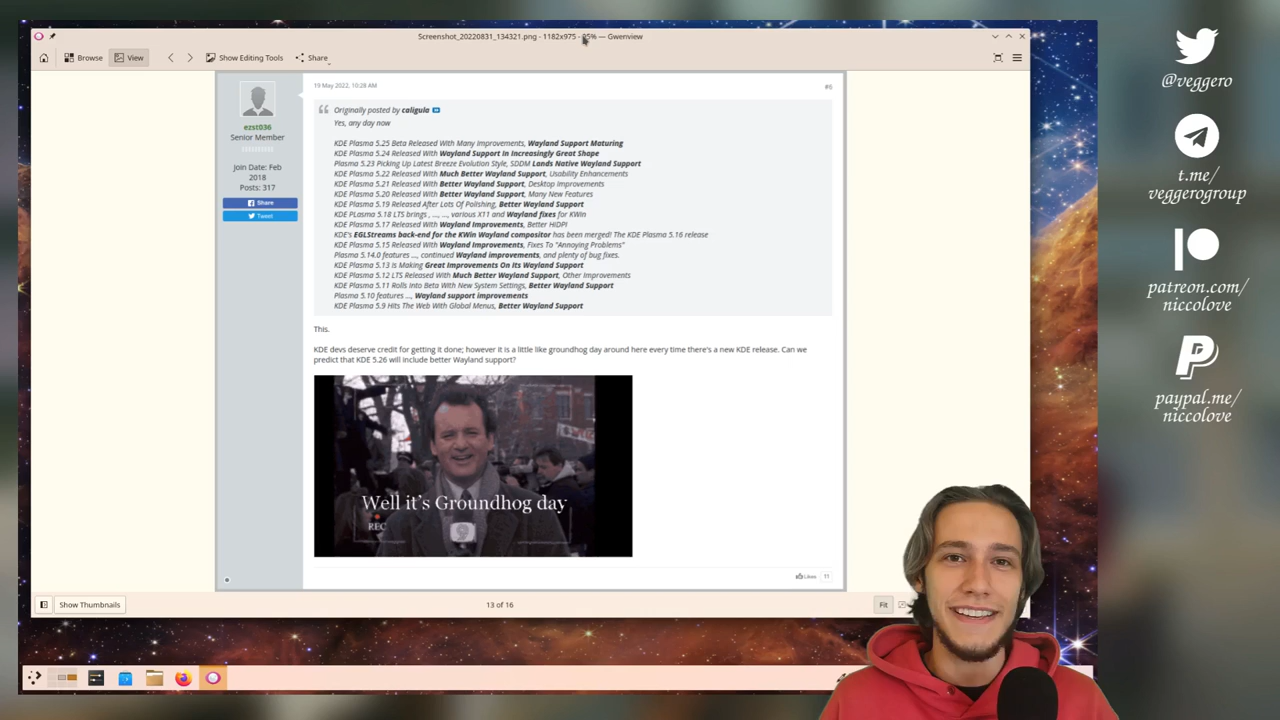 Screenshot_20220831_134321.png - 1182x975 - 85% — Gwenview
Browse View Show Editing Tools Share
19 May 2022, 10:28 AM
#6
ezst036
Senior Member
Join Date: Feb
2018
Posts: 317
Share
Tweet
Originally posted by caligula
Yes, any day now
KDE Plasma 5.25 Beta Released With Many Improvements, Wayland Support Maturing
KDE Plasma 5.24 Released With Wayland Support In Increasingly Great Shape
Plasma 5.23 Picking Up Latest Breeze Evolution Style, SDDM Lands Native Wayland Support
KDE Plasma 5.22 Released With Much Better Wayland Support, Usability Enhancements
KDE Plasma 5.21 Released With Better Wayland Support, Desktop Improvements
KDE Plasma 5.20 Released With Better Wayland Support, Many New Features
KDE Plasma 5.19 Released After Lots Of Polishing, Better Wayland Support
KDE PLasma 5.18 LTS brings , ..., ..., various X11 and Wayland fixes for KWin
KDE Plasma 5.17 Released With Wayland Improvements, Better HiDPI
KDE's EGLStreams back-end for the KWin Wayland compositor has been merged! The KDE Plasma 5.16 release
KDE Plasma 5.15 Released With Wayland Improvements, Fixes To "Annoying Problems"
Plasma 5.14.0 features ..., continued Wayland improvements, and plenty of bug fixes.
KDE Plasma 5.13 Is Making Great Improvements On Its Wayland Support
KDE Plasma 5.12 LTS Released With Much Better Wayland Support, Other Improvements
KDE Plasma 5.11 Rolls Into Beta With New System Settings, Better Wayland Support
Plasma 5.10 features ..., Wayland support improvements
KDE Plasma 5.9 Hits The Web With Global Menus, Better Wayland Support
This.
KDE devs deserve credit for getting it done; however it is a little like groundhog day around here every time there's a new KDE release. Can we
predict that KDE 5.26 will include better Wayland support?
Well it's Groundhog day
REC
Likes 11
Show Thumbnails
13 of 16
Fit
@veggero
t.me/
veggerogroup
patreon.com/
niccolove
paypal.me/
niccolove